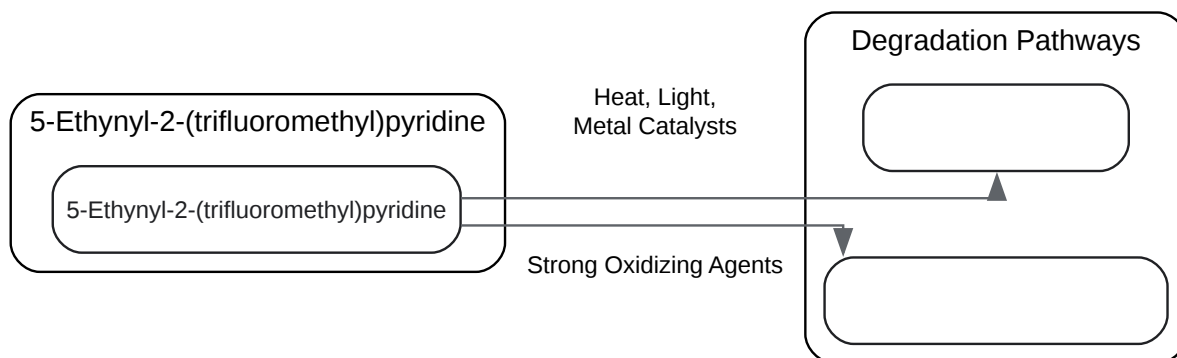 Degradation Pathways
5-Ethynyl-2-(trifluoromethyl)pyridine
Heat, Light,
Metal Catalysts
5-Ethynyl-2-(trifluoromethyl)pyridine
Strong Oxidizing Agents